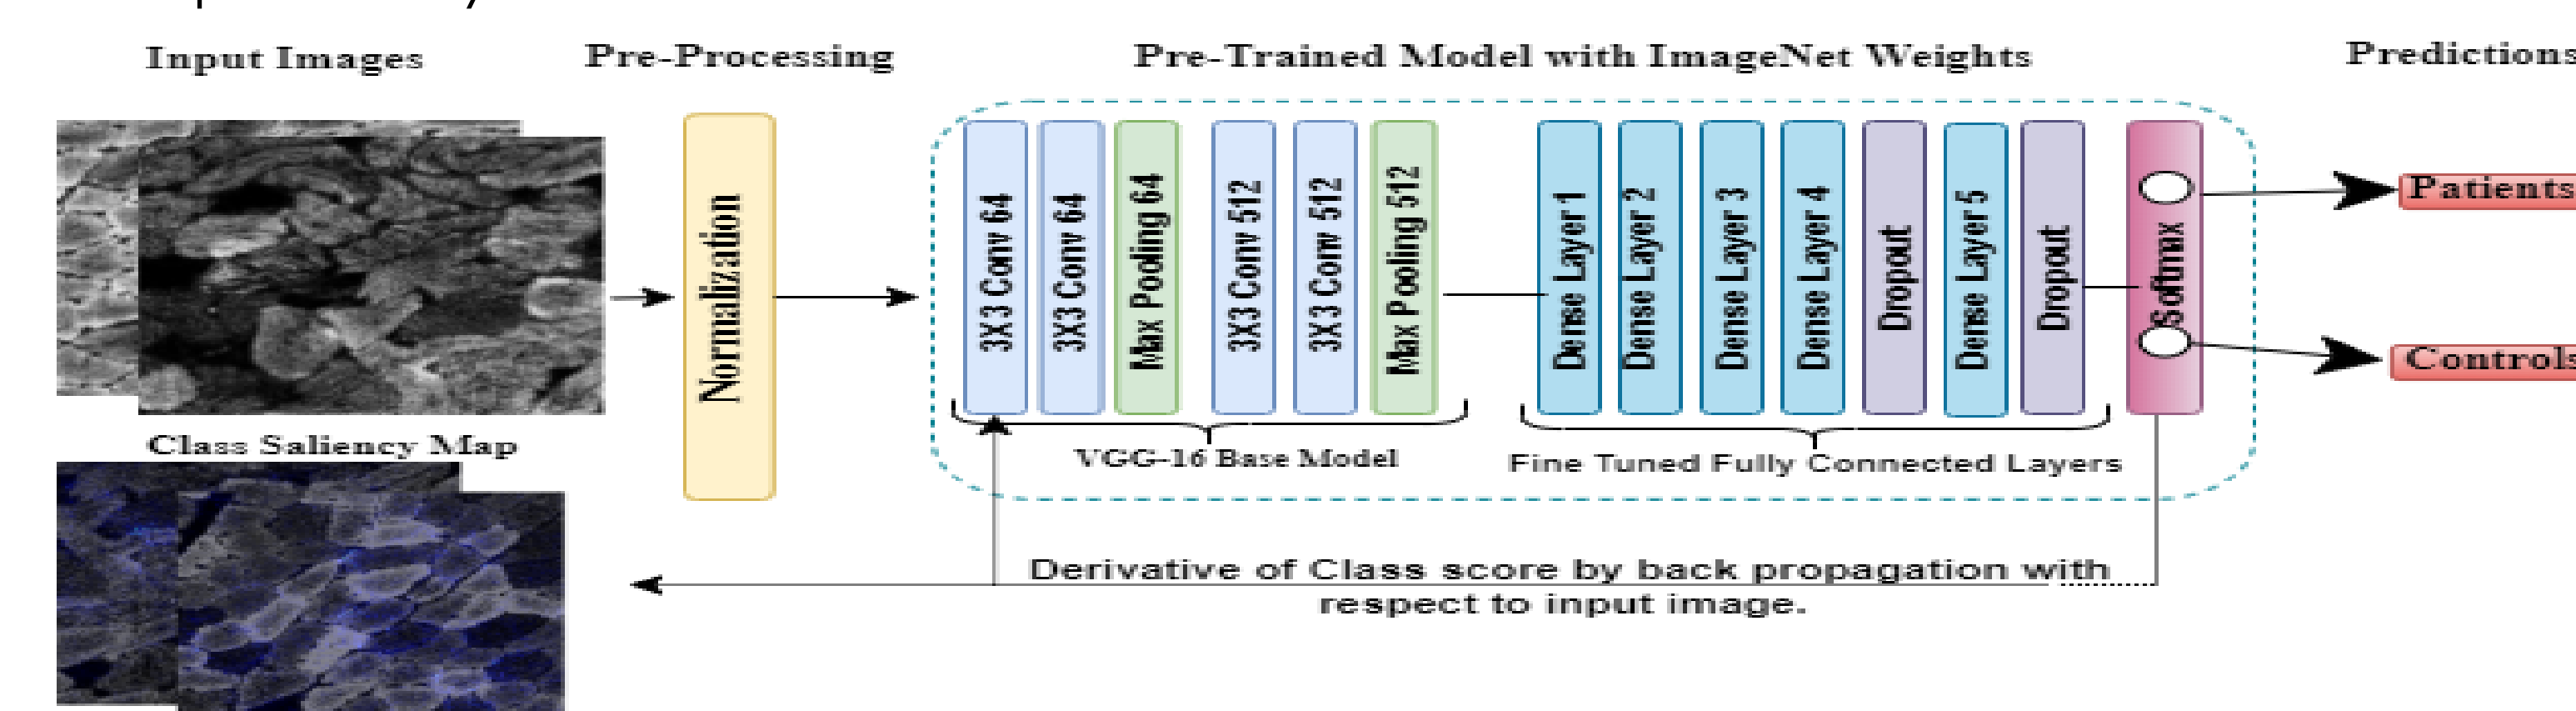 Input Images
Pre-Processing
Pre-Trained Model with ImageNet Weights
Predictions
Normalization
3X3 Conv 64
3X3 Conv 64
Max Pooling 64
3X3 Conv 512
3X3 Conv 512
Max Pooling 512
Dense Layer 1
Dense Layer 2
Dense Layer 3
Dense Layer 4
Dropout
Dense Layer 5
Dropout
Softmx
Patients
Controls
Class Saliency Map
VGG-16 Base Model
Fine Tuned Fully Connected Layers
Derivative of Class score by back propagation with
respect to input image.